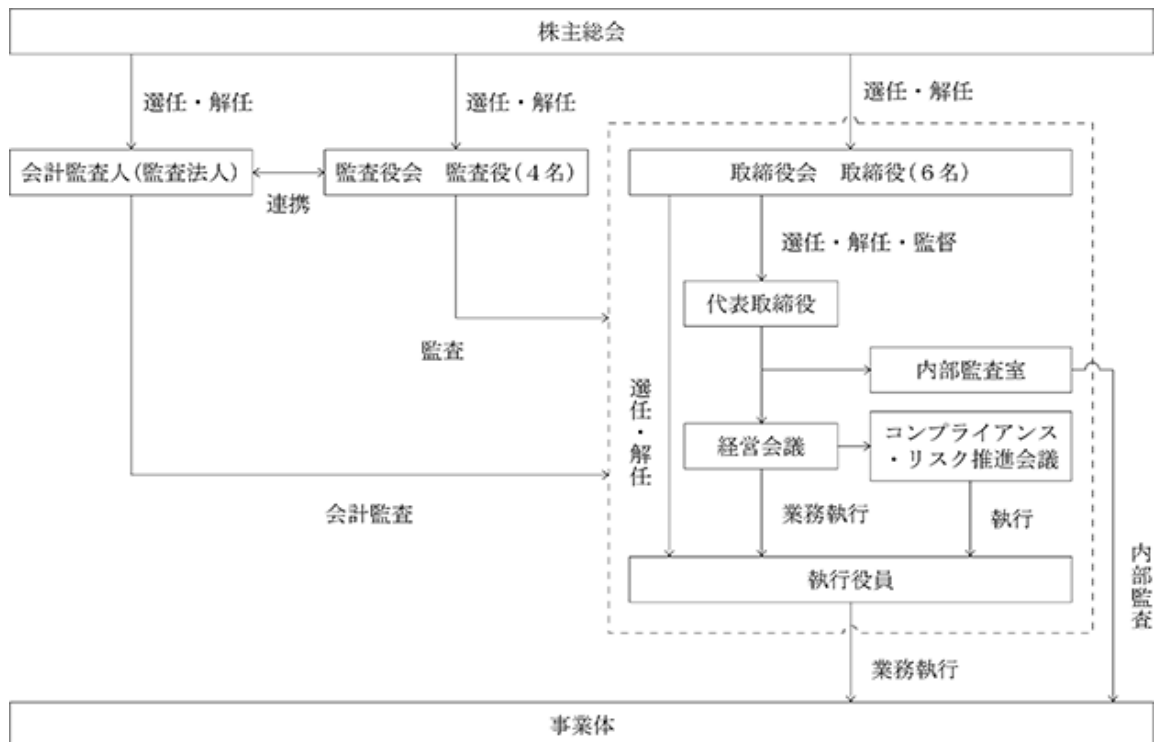 株主総会
選任・解任
選任・解任
選任・解任
会計監査人(監査法人)
連携
監査役会　監査役(4名)
取締役会　取締役(6名)
選任・解任・監督
代表取締役
監査
内部監査室
選任・解任
経営会議
コンプライアンス
・リスク推進会議
会計監査
業務執行
執行
執行役員
内部監査
業務執行
事業体